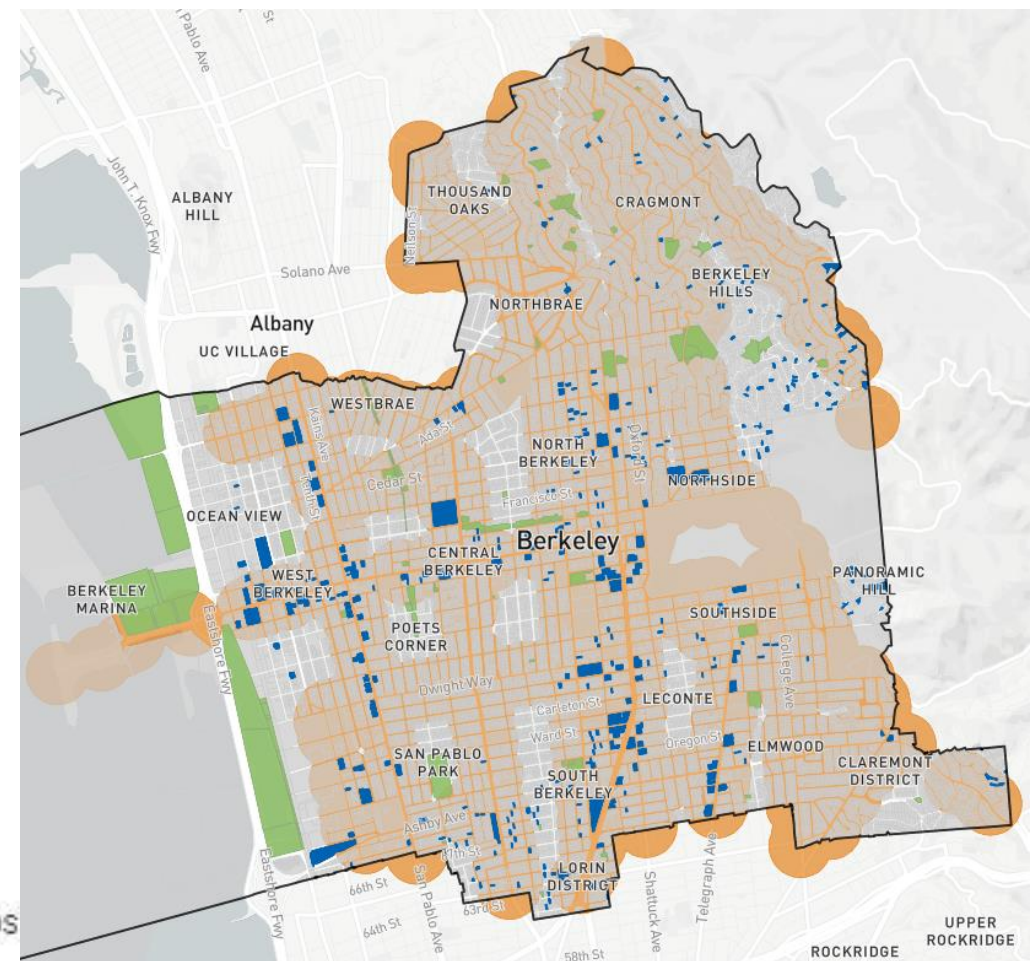 St
San Pablo Ave
John T. Knox Fwy
ALBANY
HILL
THOUSAND
OAKS
CRAGMONT
Neilson St
Solano Ave
BERKELEY
HILLS
NORTHBRAE
Albany
UC VILLAGE
WESTBRAE
Kains Ave
Ada St
NORTH
BERKELEY
Oxford St
Cedar St
NORTHSIDE
Tenth St
Francisco St
OCEAN VIEW
Berkeley
CENTRAL
BERKELEY
WEST
BERKELEY
PANORAMIC
HILL
BERKELEY
MARINA
Eastshore Fwy
POETS
CORNER
SOUTHSIDE
College Ave
Dwight Way
LECONTE
Carleton St
Ward St
Oregon St
ELMWOOD
SAN PABLO
PARK
SOUTH
BERKELEY
CLAREMONT
DISTRICT
Ashby Ave
67th St
Eastshore Fwy
66th St
LORIN
DISTRICT
63rd St
64th St
San Pablo Ave
Shattuck Ave
Telegraph Ave
58th St
UPPER
ROCKRIDGE
ROCKRIDGE